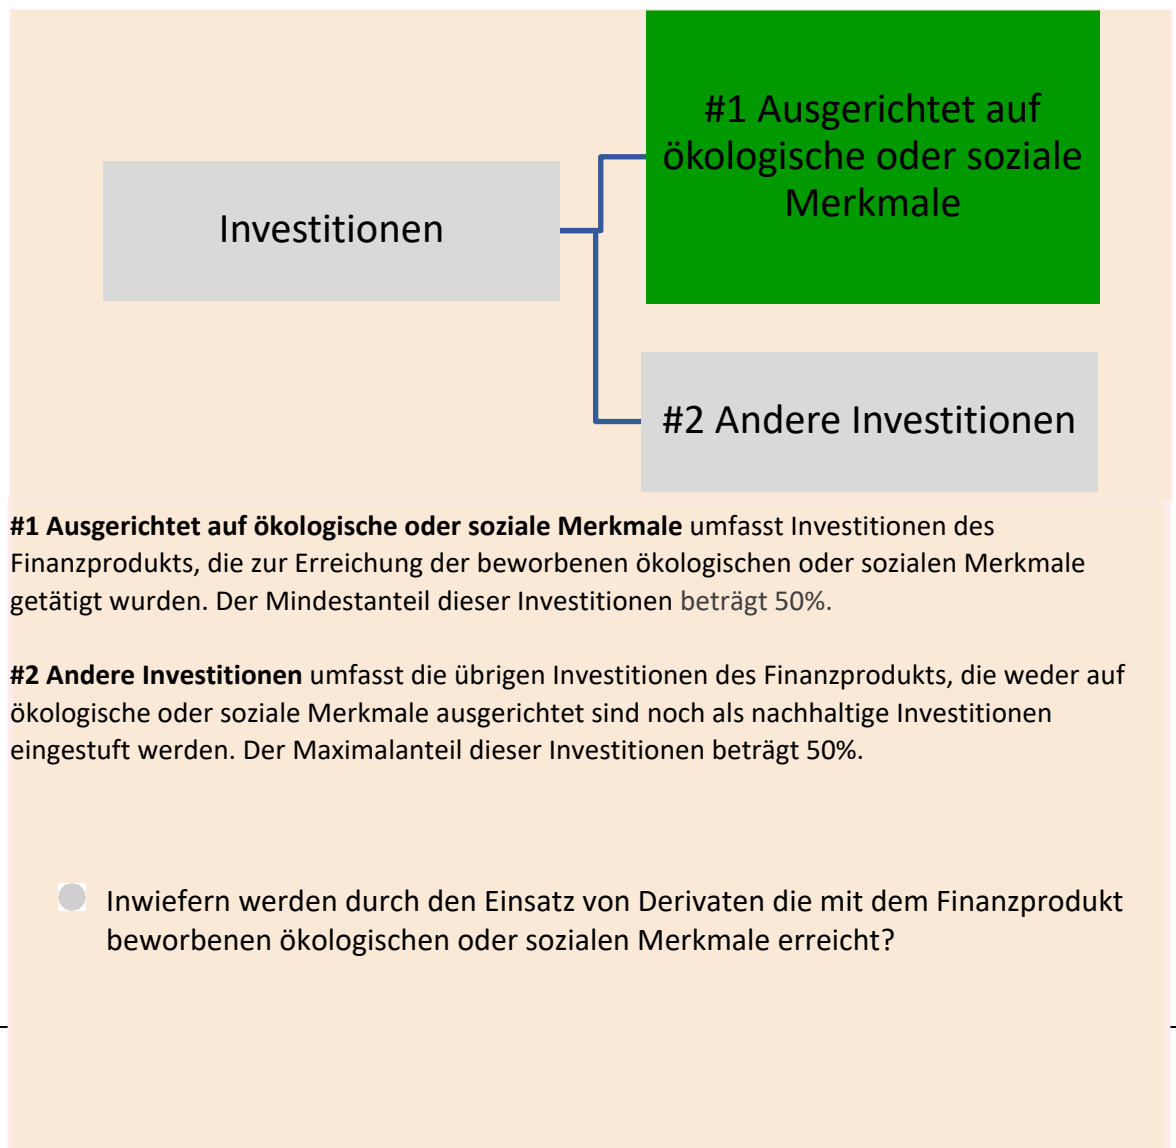 #1 Ausgerichtet auf
ökologische oder soziale
Merkmale
Investitionen
#2 Andere Investitionen
#1 Ausgerichtet auf ökologische oder soziale Merkmale umfasst Investitionen des
Finanzprodukts, die zur Erreichung der beworbenen ökologischen oder sozialen Merkmale
getätigt wurden. Der Mindestanteil dieser Investitionen beträgt 50%.
#2 Andere Investitionen umfasst die übrigen Investitionen des Finanzprodukts, die weder auf
ökologische oder soziale Merkmale ausgerichtet sind noch als nachhaltige Investitionen
eingestuft werden. Der Maximalanteil dieser Investitionen beträgt 50%.
Inwiefern werden durch den Einsatz von Derivaten die mit dem Finanzprodukt
beworbenen ökologischen oder sozialen Merkmale erreicht?